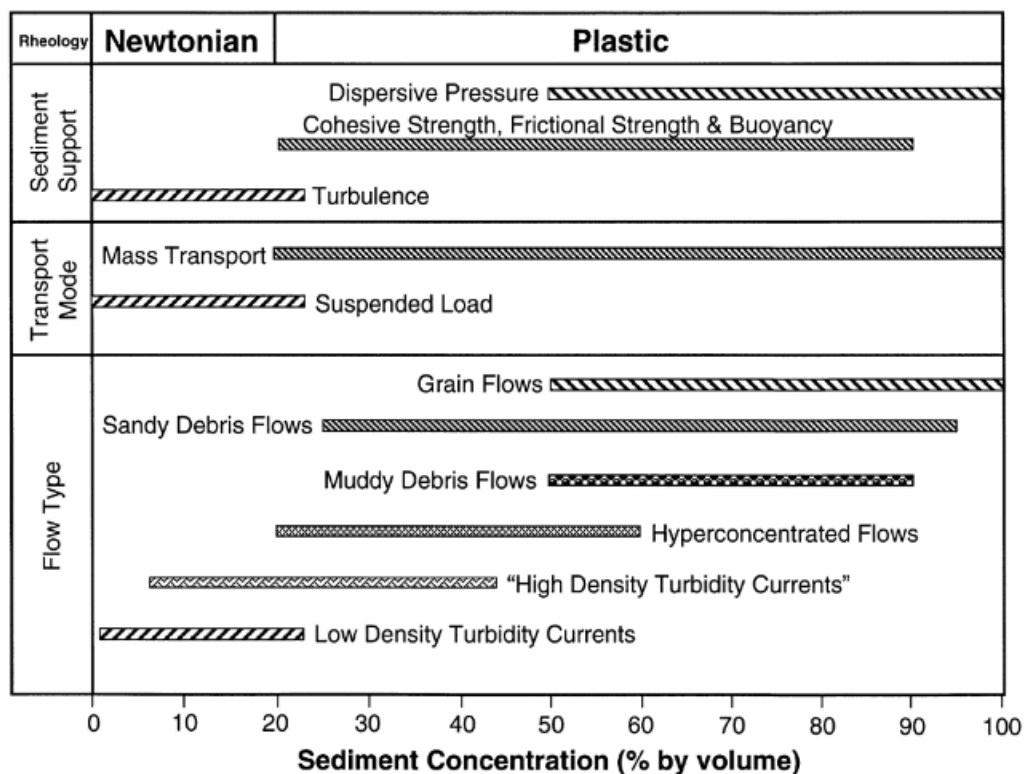 Rheology Newtonian Plastic
Sediment
Support
Dispersive Pressure
Cohesive Strength, Frictional Strength & Buoyancy
Turbulence
Transport
Mode
Mass Transport
Suspended Load
Flow Type
Grain Flows
Sandy Debris Flows
Muddy Debris Flows
Hyperconcentrated Flows
“High Density Turbidity Currents”
Low Density Turbidity Currents
0 10 20 30 40 50 60 70 80 90 100
Sediment Concentration (% by volume)